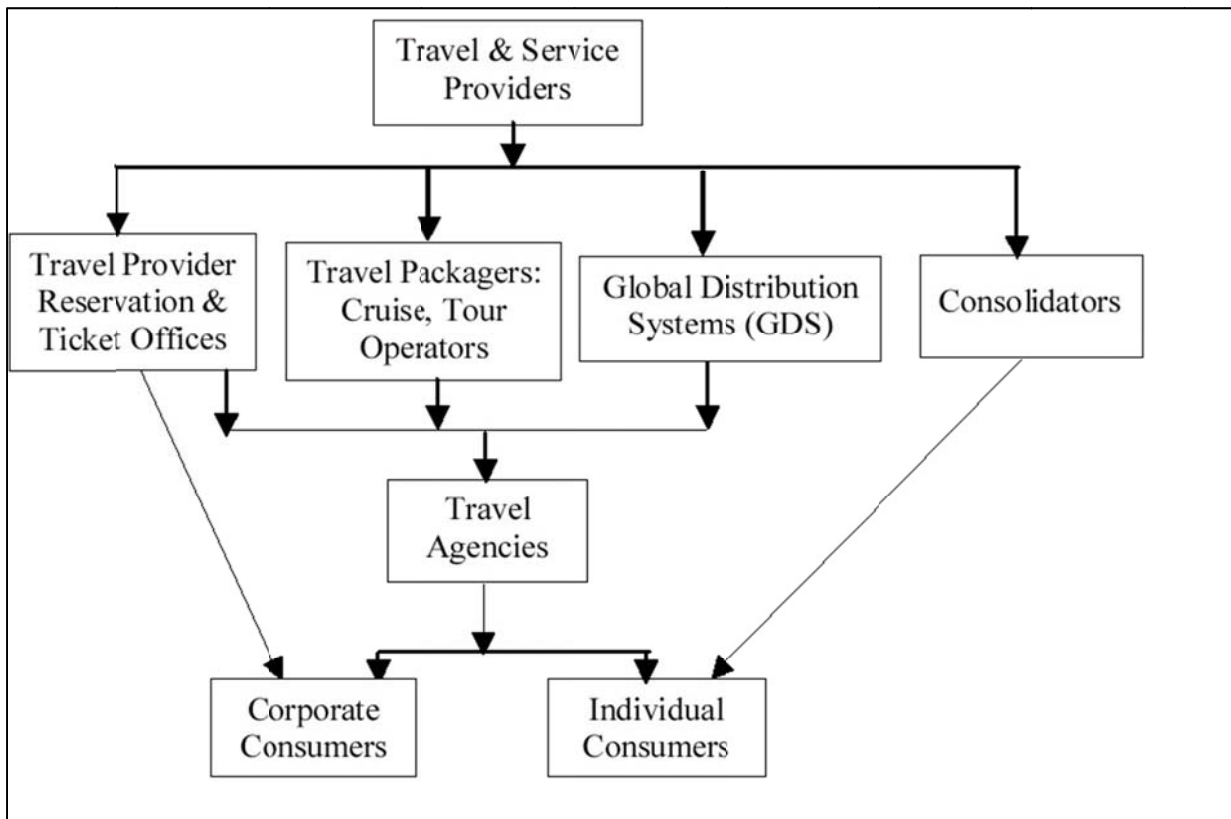 Travel & Service
Providers
Travel Provider
Reservation &
Ticket Offices
Travel Packagers:
Cruise, Tour
Operators
Global Distribution
Systems (GDS)
Consolidators
Travel
Agencies
Corporate
Consumers
Individual
Consumers